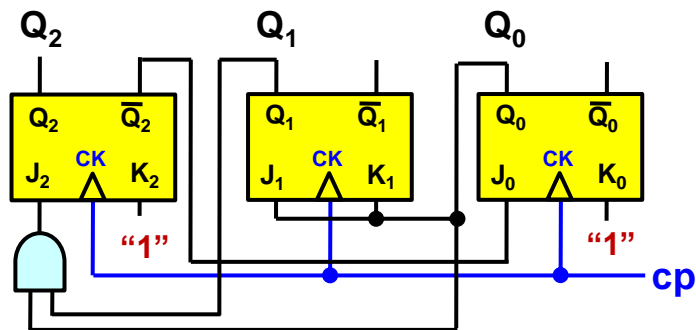 Q₂ Q₁ Q₀
Q₂ Q̅₂ Q₁ Q̅₁ Q₀ Q̅₀
J₂ CK K₂ J₁ CK K₁ J₀ CK K₀
“1” “1”
cp